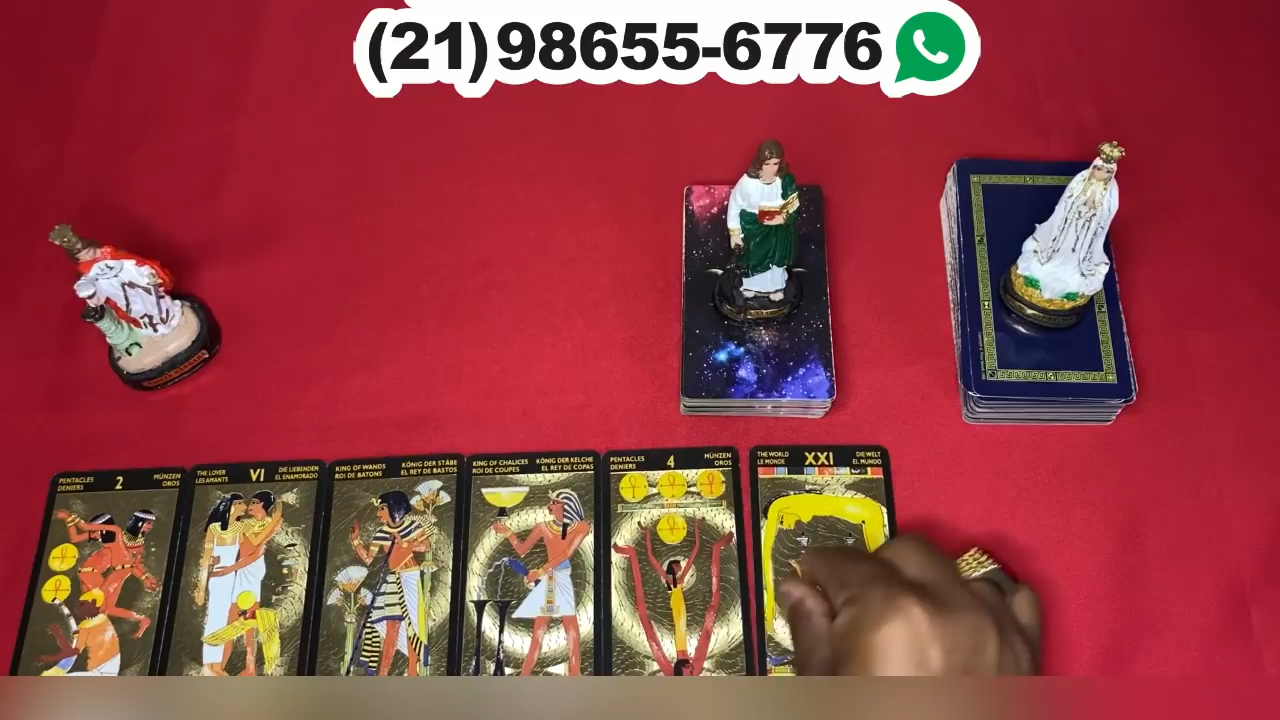 (21)98655-6776
PENTACLES
DENIERS
2
MÜNZEN
OROS
THE LOVER
LES AMANTS
VI
DIE LIEBENDEN
EL ENAMORADO
KING OF WANDS
ROI DE BATONS
KÖNIG DER STÄBE
EL REY DE BASTOS
KING OF CHALICES
ROI DE COUPES
KÖNIG DER KELCHE
EL REY DE COPAS
PENTACLES
DENIERS
4
MÜNZEN
OROS
THE WORLD
LE MONDE
XXI
DIE WELT
EL MUNDO